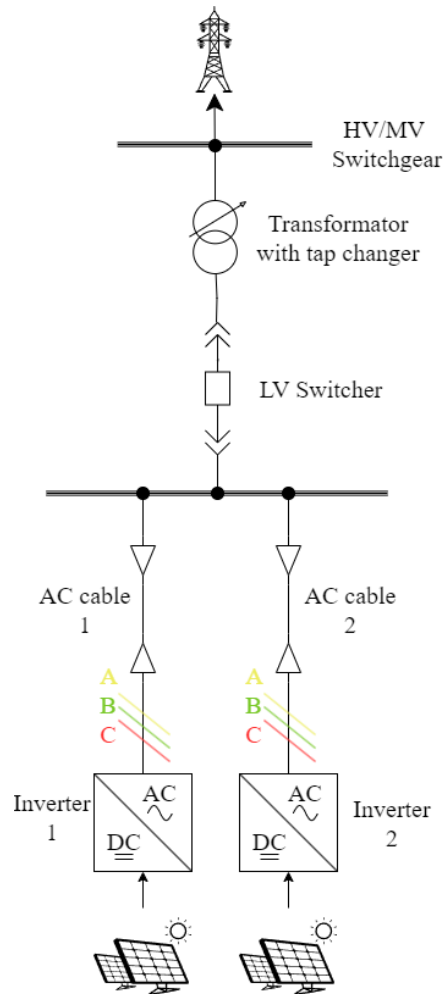 HV/MV
Switchgear
Transformator
with tap changer
LV Switcher
AC cable
1
AC cable
2
A
B
C
A
B
C
Inverter
1
AC
DC
AC
DC
Inverter
2